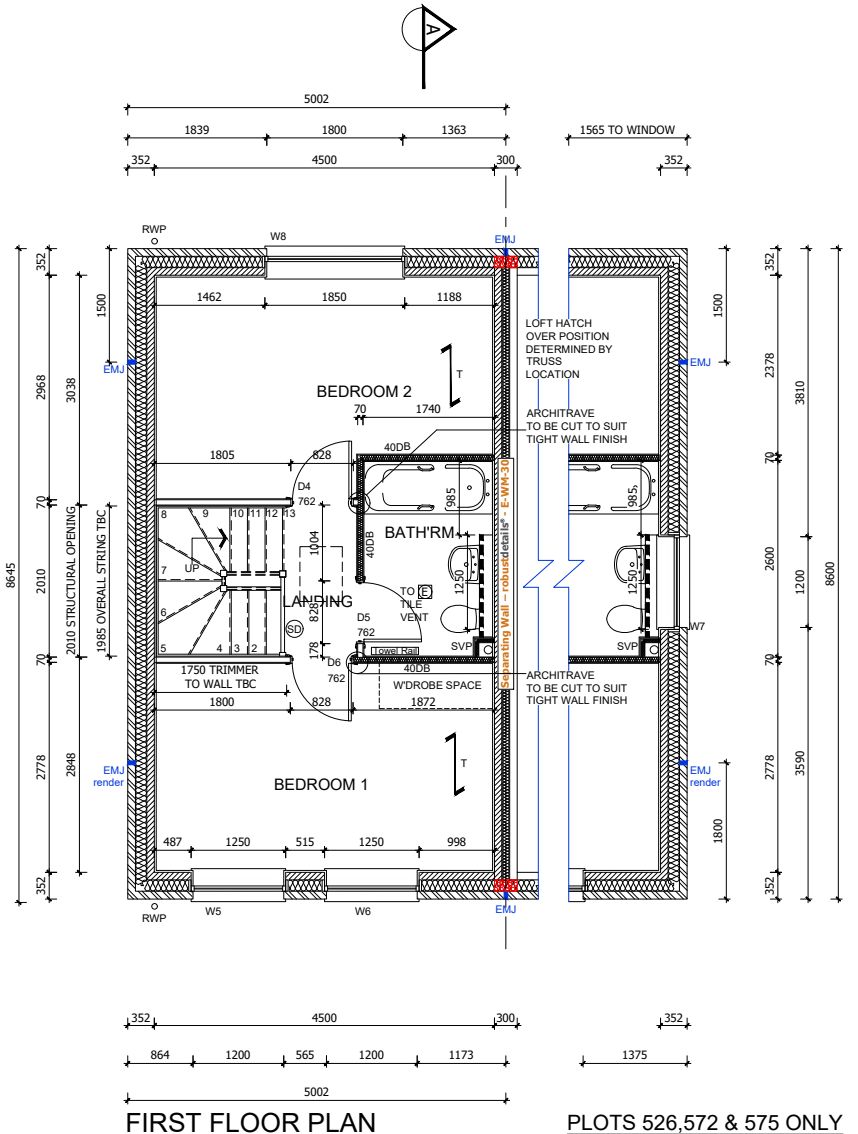 A
5002
1839 1800 1363 1565 TO WINDOW
352 4500 300 352
RWP
W8
EMJ
352
1500
1462 1850 1188
LOFT HATCH
OVER POSITION
DETERMINED BY
TRUSS
LOCATION
352
1500
EMJ
EMJ
2968
3038
2378
3810
T
BEDROOM 2
70 1740
ARCHITRAVE
TO BE CUT TO SUIT
TIGHT WALL FINISH
40DB
1805 828
D4
762
70
70
8 9 10 11 12 13
985
985
BATH'RM
1004
40DB
UP
7
6
5 4 3 2
LANDING
828
178
SD
TO
TILE
VENT
E
1250
1250
D5
762
Towel Rail
SVP
SVP
W7
Separating Wall – robustdetails® - E-WM-30
8645
2010
2010 STRUCTURAL OPENING
1985 OVERALL STRING TBC
2600
1200
8600
70
70
D6
762
40DB
ARCHITRAVE
TO BE CUT TO SUIT
TIGHT WALL FINISH
1750 TRIMMER
TO WALL TBC
W'DROBE SPACE
1800 828 1872
T
BEDROOM 1
EMJ
render
EMJ
render
2778
2848
2778
3590
1800
487 1250 515 1250 998
352
352
RWP
W5
W6
EMJ
352 4500 300 352
864 1200 565 1200 1173 1375
5002
FIRST FLOOR PLAN
PLOTS 526,572 & 575 ONLY